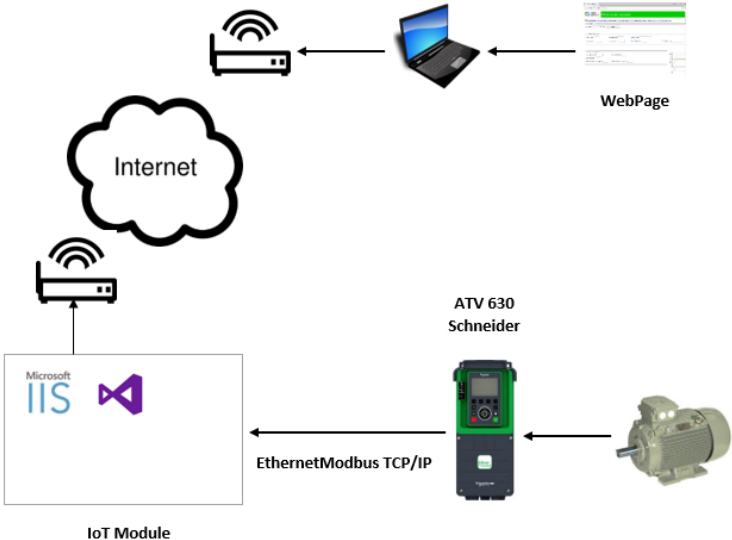 WebPage
Internet
ATV 630
Schneider
Microsoft
IIS
EthernetModbus TCP/IP
IoT Module